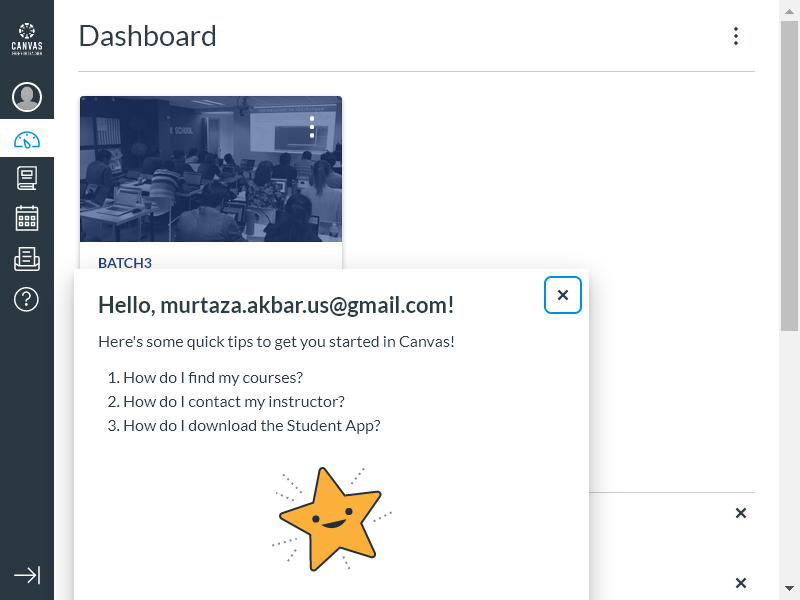 CANVAS
Dashboard
BATCH3
Hello, murtaza.akbar.us@gmail.com!
Here's some quick tips to get you started in Canvas!
1. How do I find my courses?
2. How do I contact my instructor?
3. How do I download the Student App?